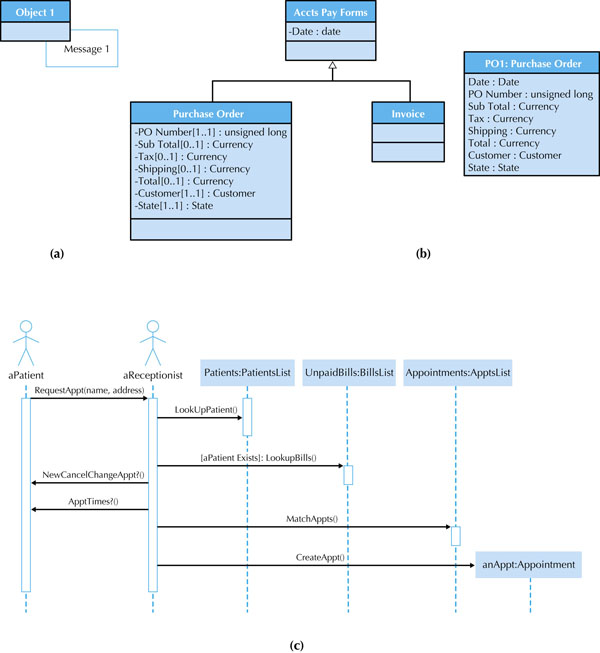 Object 1
Message 1
(a)
Accts Pay Forms
-Date : date
Purchase Order
-PO Number[1..1] : unsigned long
-Sub Total[0..1] : Currency
-Tax[0..1] : Currency
-Shipping[0..1] : Currency
-Total[0..1] : Currency
-Customer[1..1] : Customer
-State[1..1] : State
Invoice
PO1: Purchase Order
Date : Date
PO Number : unsigned long
Sub Total : Currency
Tax : Currency
Shipping : Currency
Total : Currency
Customer : Customer
State : State
(b)
aPatient
aReceptionist
Patients:PatientsList
UnpaidBills:BillsList
Appointments:ApptsList
RequestAppt(name, address)
LookUpPatient()
[aPatient Exists]: LookupBills()
NewCancelChangeAppt?()
ApptTimes?()
MatchAppts()
CreateAppt()
anAppt:Appointment
(c)